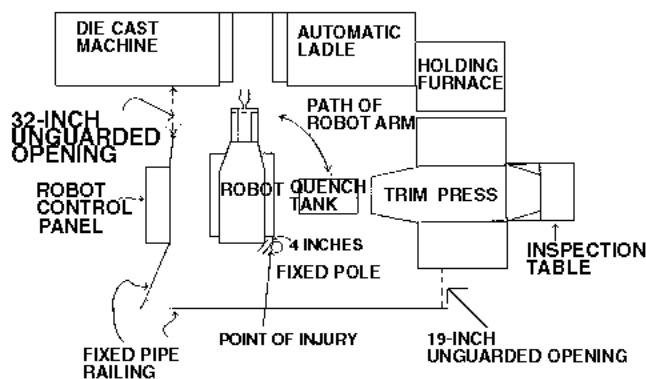 DIE CAST
MACHINE
AUTOMATIC
LADLE
HOLDING
FURNACE
32-INCH
UNGUARDED
OPENING
PATH OF
ROBOT ARM
ROBOT
CONTROL
PANEL
ROBOT
QUENCH
TANK
TRIM PRESS
4 INCHES
FIXED POLE
INSPECTION
TABLE
POINT OF INJURY
19-INCH
UNGUARDED OPENING
FIXED PIPE
RAILING